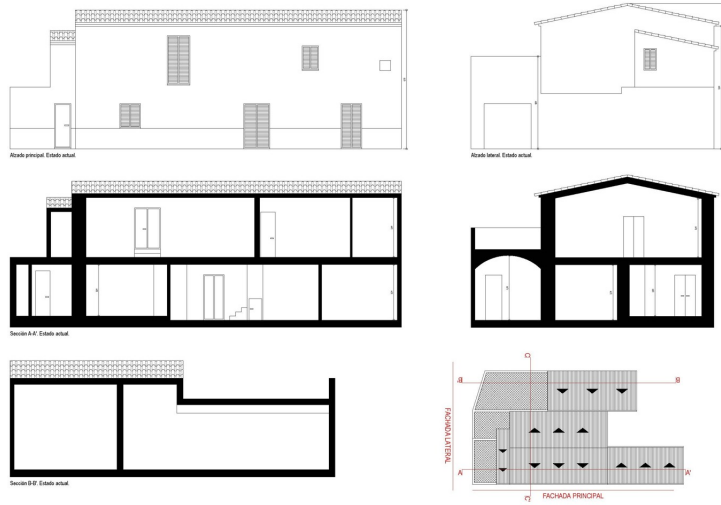 Alzado principal. Estado actual.
Alzado lateral. Estado actual.
Sección A-A'. Estado actual.
Sección B-B'. Estado actual.
C'
B'
B'
FACHADA LATERAL
A'
A'
C'
FACHADA PRINCIPAL